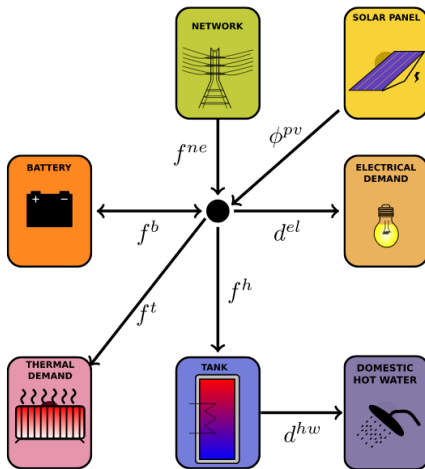 NETWORK
SOLAR PANEL
f^{ne}
ϕ^{pv}
BATTERY
+ −
ELECTRICAL
DEMAND
f^{b}
d^{el}
f^{t}
f^{h}
THERMAL
DEMAND
TANK
DOMESTIC
HOT WATER
d^{hw}